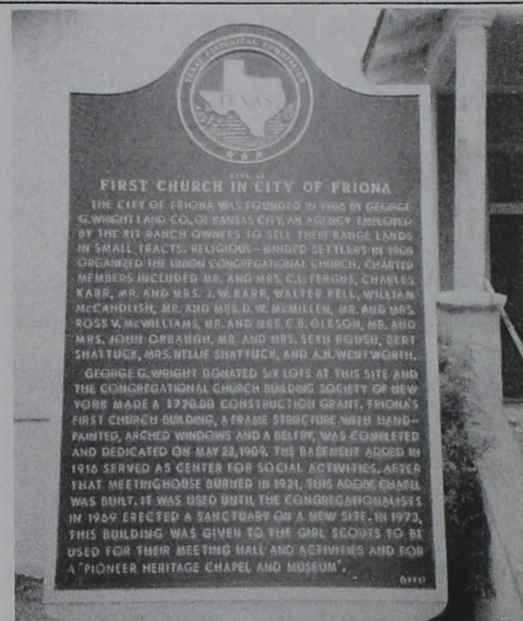 TEXAS HISTORICAL COMMISSION
TEXAS
SITE OF
FIRST CHURCH IN CITY OF FRIONA
THE CITY OF FRIONA WAS FOUNDED IN 1906 BY GEORGE
G. WRIGHT LAND CO., OF KANSAS CITY, AN AGENCY EMPLOYED
BY THE XIT RANCH OWNERS TO SELL THEIR RANGE LANDS
IN SMALL TRACTS. RELIGIOUS-MINDED SETTLERS IN 1908
ORGANIZED THE UNION CONGREGATIONAL CHURCH. CHARTER
MEMBERS INCLUDED MR. AND MRS. C.L. FERGUS, CHARLES
KARR, MR. AND MRS. J.W. KARR, WALTER KELL, WILLIAM
McCANDLISH, MR. AND MRS. D.W. McMILLEN, MR. AND MRS.
ROSS V. McWILLIAMS, MR. AND MRS. C.B. OLESON, MR. AND
MRS. JOHN ORBAUGH, MR. AND MRS. SETH ROUSH, BERT
SHATTUCK, MRS. NELLIE SHATTUCK, AND A.N. WENTWORTH.
GEORGE G. WRIGHT DONATED SIX LOTS AT THIS SITE AND
THE CONGREGATIONAL CHURCH BUILDING SOCIETY OF NEW
YORK MADE A $770.00 CONSTRUCTION GRANT. FRIONA'S
FIRST CHURCH BUILDING, A FRAME STRUCTURE WITH HAND-
PAINTED, ARCHED WINDOWS AND A BELFRY, WAS COMPLETED
AND DEDICATED ON MAY 23, 1909. THE BASEMENT ADDED IN
1916 SERVED AS CENTER FOR SOCIAL ACTIVITIES. AFTER
THAT MEETINGHOUSE BURNED IN 1921, THIS ADOBE CHAPEL
WAS BUILT. IT WAS USED UNTIL THE CONGREGATIONALISTS
IN 1969 ERECTED A SANCTUARY ON A NEW SITE. IN 1973,
THIS BUILDING WAS GIVEN TO THE GIRL SCOUTS TO BE
USED FOR THEIR MEETING HALL AND ACTIVITIES AND FOR
A "PIONEER HERITAGE CHAPEL AND MUSEUM".